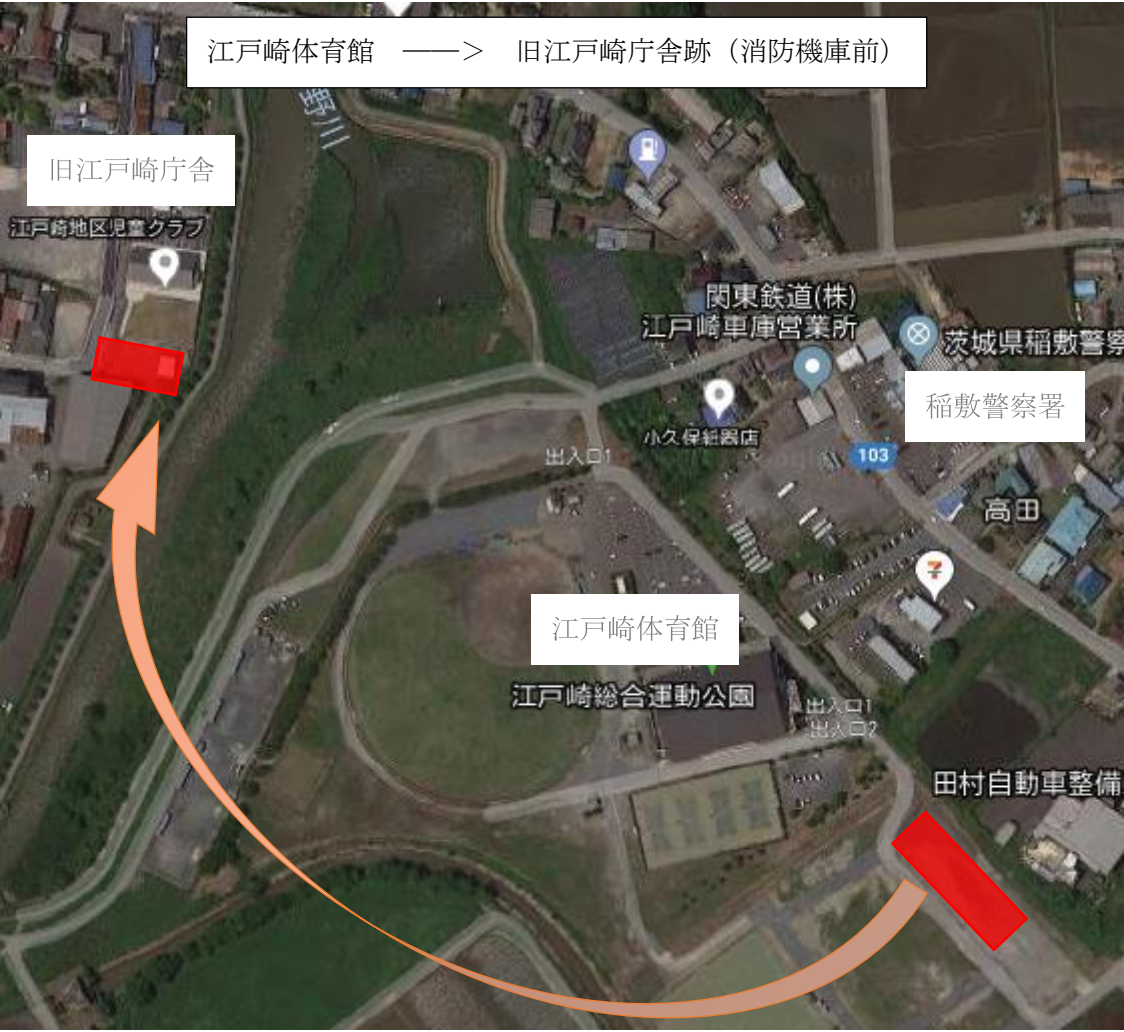 江戸崎体育館　――＞　旧江戸崎庁舎跡（消防機庫前）
野川
旧江戸崎庁舎
江戸崎地区児童クラブ
関東鉄道(株)
江戸崎車庫営業所
茨城県稲敷警察
稲敷警察署
小久保紙器店
出入口1
103
高田
江戸崎体育館
江戸崎総合運動公園
出入口1
出入口2
田村自動車整備